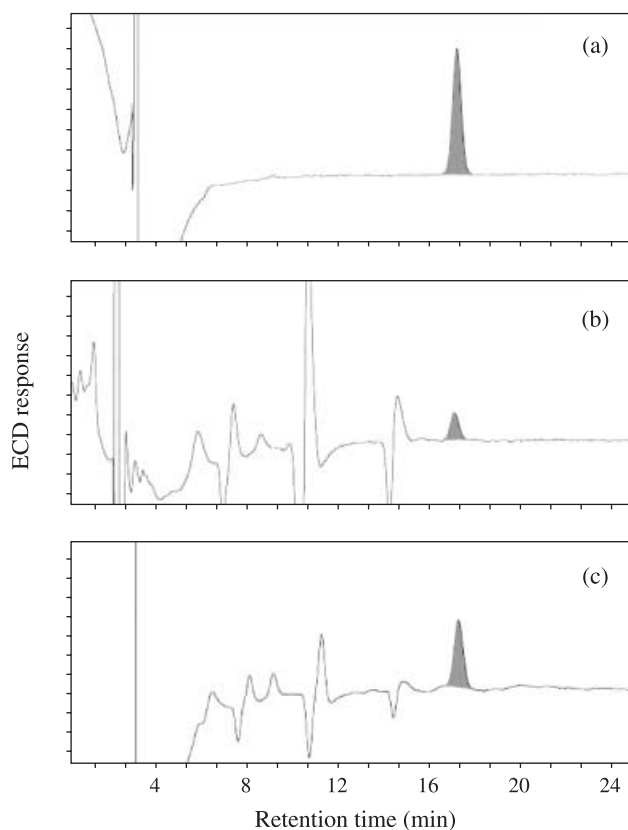 (a)
(b)
ECD response
(c)
4 8 12 16 20 24
Retention time (min)